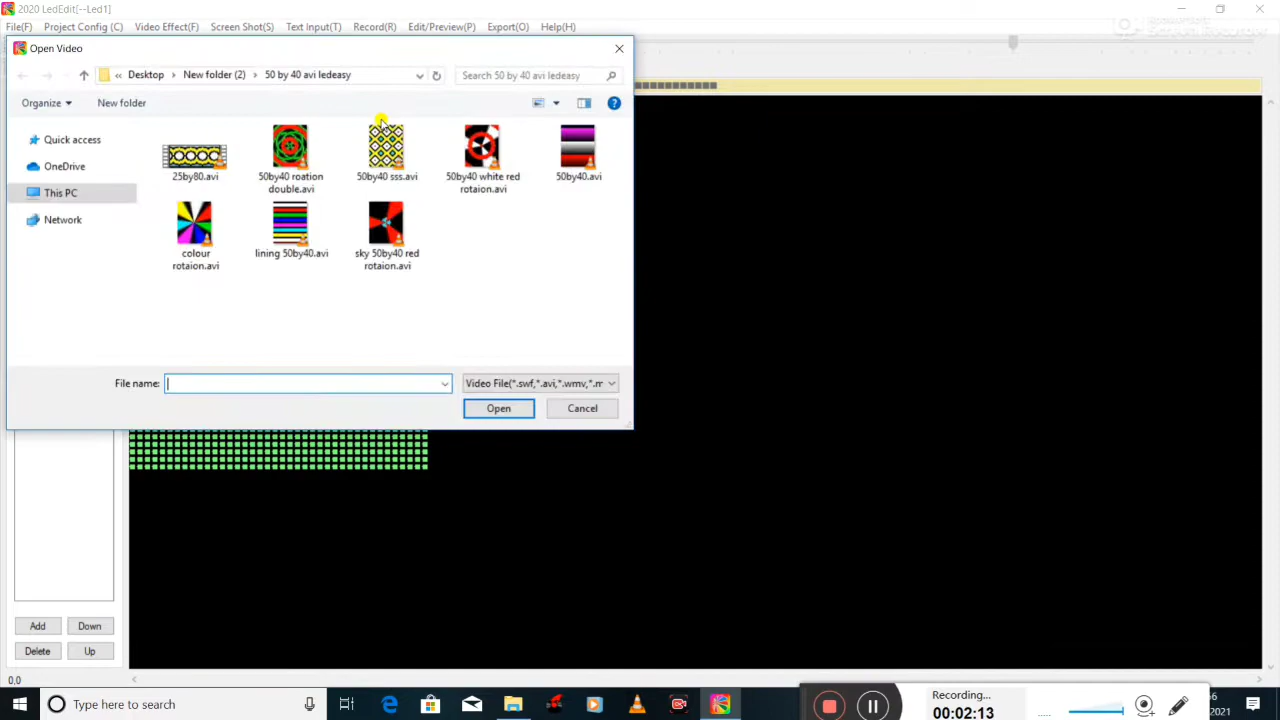 2020 LedEdit[--Led1]
File(F) Project Config (C) Video Effect(F) Screen Shot(S) Text Input(T) Record(R) Edit/Preview(P) Export(O) Help(H)
Open Video
« Desktop > New folder (2) > 50 by 40 avi ledeasy
Search 50 by 40 avi ledeasy
Organize New folder
Quick access
OneDrive
This PC
Network
25by80.avi
50by40 roation
double.avi
50by40 sss.avi
50by40 white red
rotaion.avi
50by40.avi
colour
rotaion.avi
lining 50by40.avi
sky 50by40 red
rotaion.avi
File name:
Video File(*.swf,*.avi,*.wmv,*.m
Open Cancel
Add Down
Delete Up
0,0
Type here to search
Recording...
00:02:13
2021